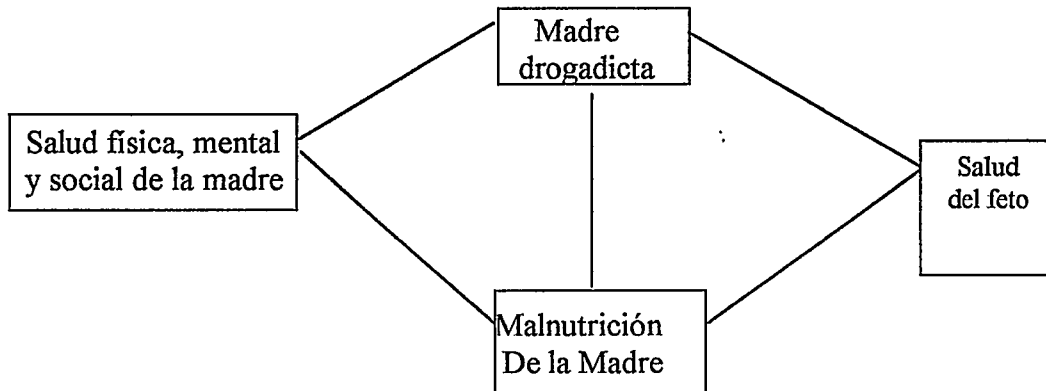 Madre
drogadicta
Salud física, mental
y social de la madre
Salud
del feto
Malnutrición
De la Madre